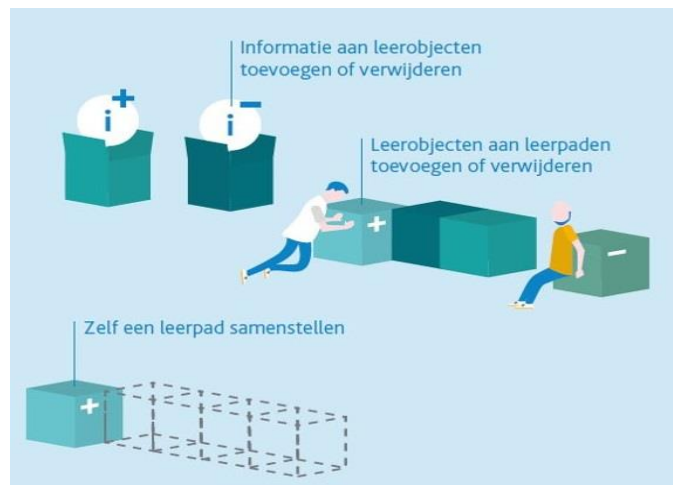 Informatie aan leerobjecten
toevoegen of verwijderen
i
i
Leerobjecten aan leerpaden
toevoegen of verwijderen
Zelf een leerpad samenstellen